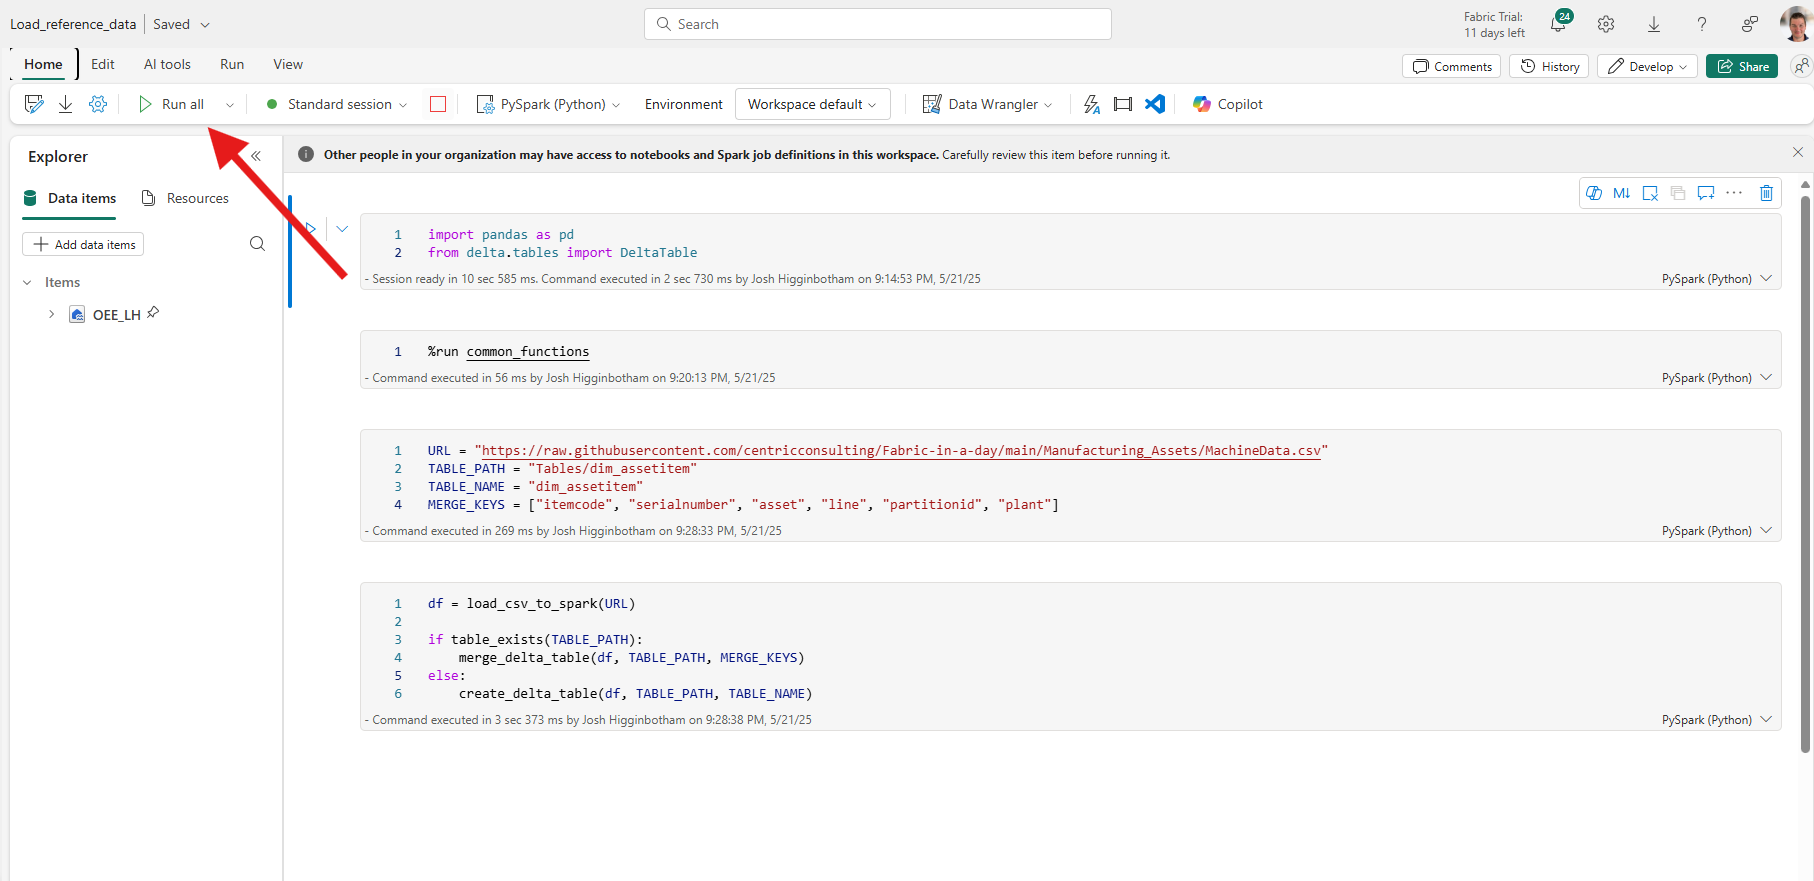 Load_reference_data
Saved
Search
Fabric Trial:
11 days left
24
Home
Edit
AI tools
Run
View
Comments
History
Develop
Share
Run all
Standard session
PySpark (Python)
Environment
Workspace default
Data Wrangler
Copilot
Explorer
Data items
Resources
Add data items
Items
OEE_LH
Other people in your organization may have access to notebooks and Spark job definitions in this workspace. Carefully review this item before running it.
M↓
1 import pandas as pd
2 from delta.tables import DeltaTable
- Session ready in 10 sec 585 ms. Command executed in 2 sec 730 ms by Josh Higginbotham on 9:14:53 PM, 5/21/25
PySpark (Python)
1 %run common_functions
- Command executed in 56 ms by Josh Higginbotham on 9:20:13 PM, 5/21/25
PySpark (Python)
1 URL = "https://raw.githubusercontent.com/centricconsulting/Fabric-in-a-day/main/Manufacturing_Assets/MachineData.csv"
2 TABLE_PATH = "Tables/dim_assetitem"
3 TABLE_NAME = "dim_assetitem"
4 MERGE_KEYS = ["itemcode", "serialnumber", "asset", "line", "partitionid", "plant"]
- Command executed in 269 ms by Josh Higginbotham on 9:28:33 PM, 5/21/25
PySpark (Python)
1 df = load_csv_to_spark(URL)
2
3 if table_exists(TABLE_PATH):
4     merge_delta_table(df, TABLE_PATH, MERGE_KEYS)
5 else:
6     create_delta_table(df, TABLE_PATH, TABLE_NAME)
- Command executed in 3 sec 373 ms by Josh Higginbotham on 9:28:38 PM, 5/21/25
PySpark (Python)